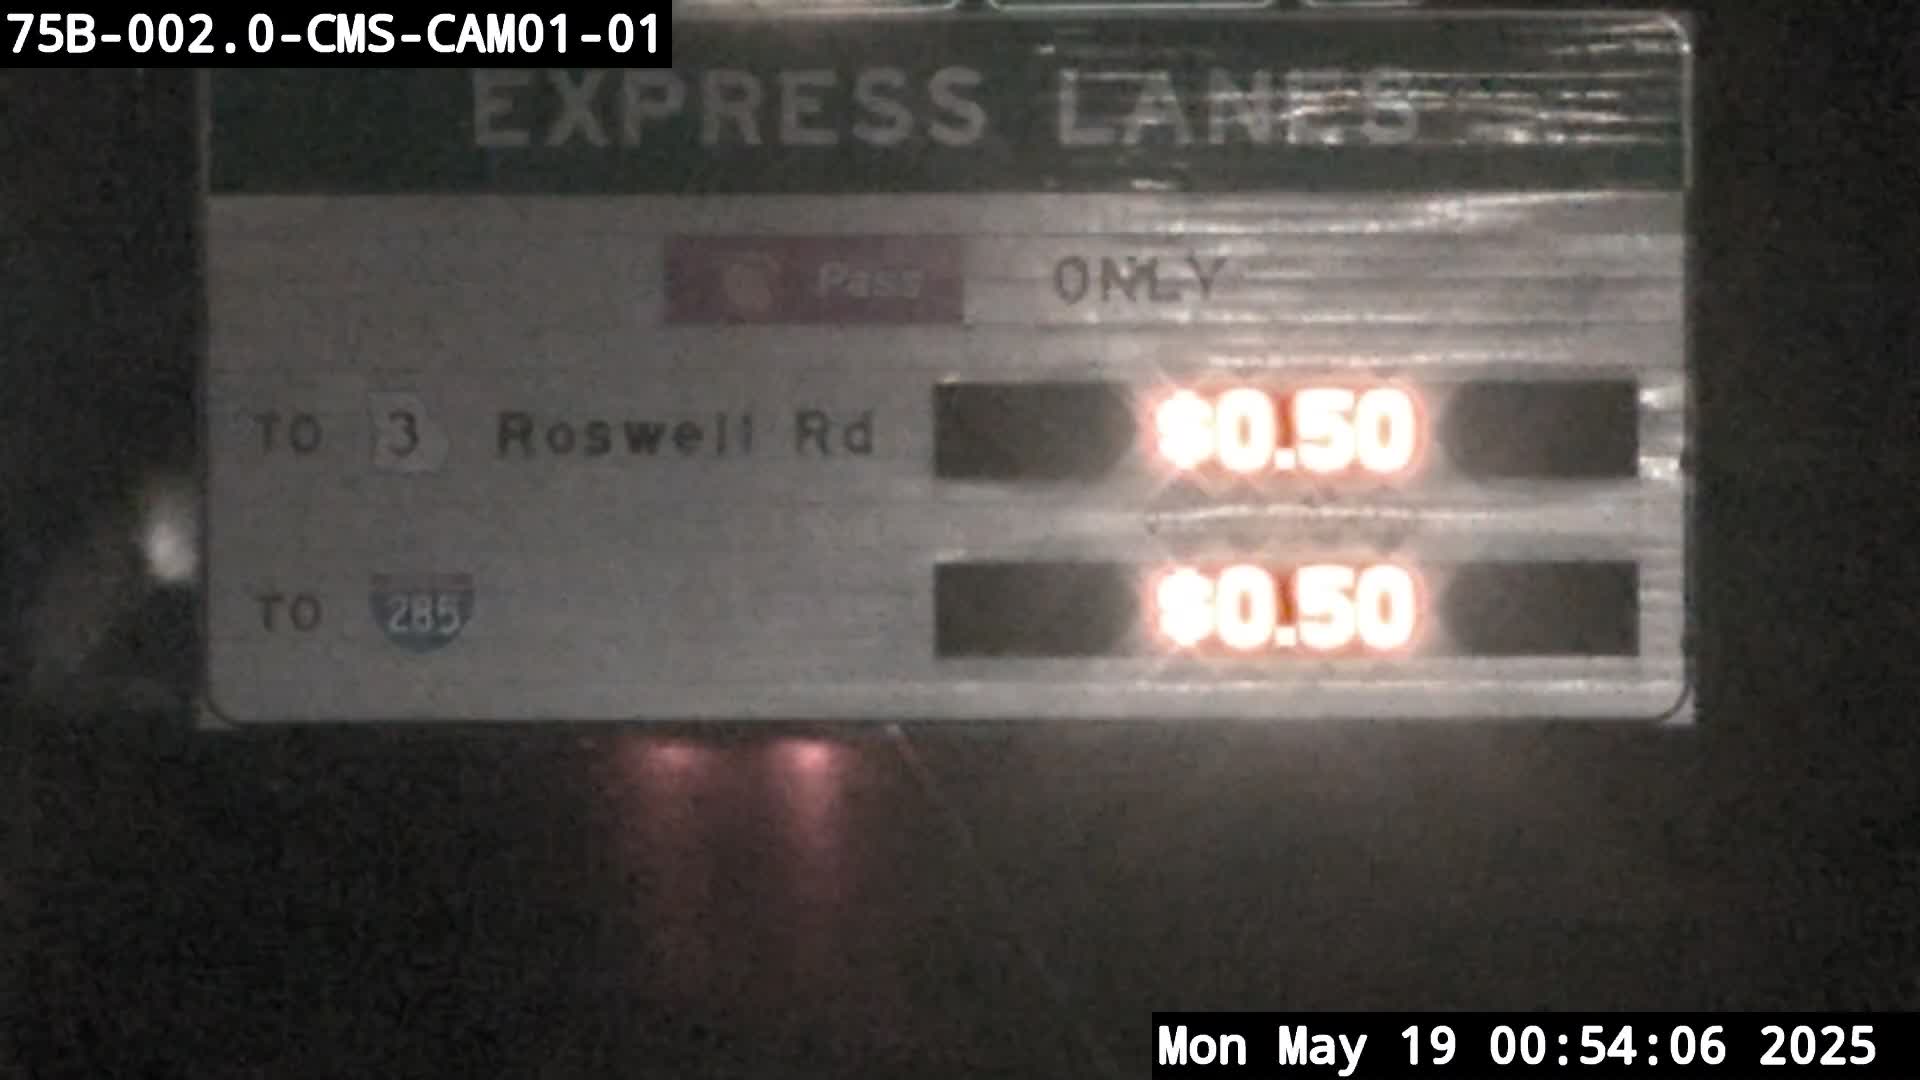 75B-002.0-CMS-CAM01-01
EXPRESS LANES
Pass ONLY
TO 3 Roswell Rd $0.50
TO 285 $0.50
Mon May 19 00:54:06 2025